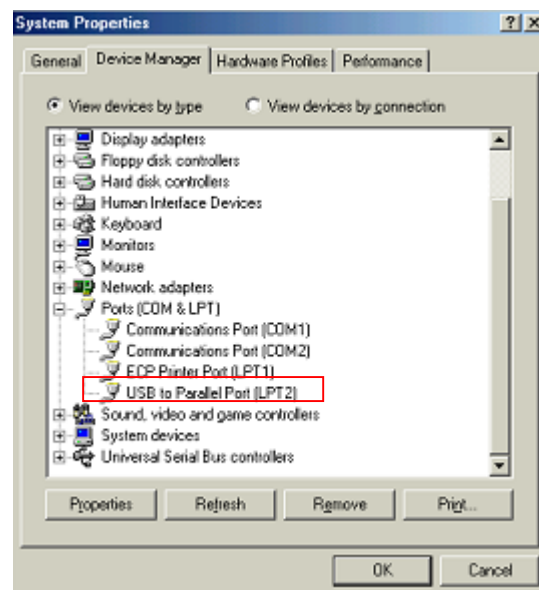 System Properties
General Device Manager Hardware Profiles Performance
View devices by type View devices by connection
Display adapters
Floppy disk controllers
Hard disk controllers
Human Interface Devices
Keyboard
Monitors
Mouse
Network adapters
Ports (COM & LPT)
Communications Port (COM1)
Communications Port (COM2)
ECP Printer Port (LPT1)
USB to Parallel Port (LPT2)
Sound, video and game controllers
System devices
Universal Serial Bus controllers
Properties Refresh Remove Print...
OK Cancel